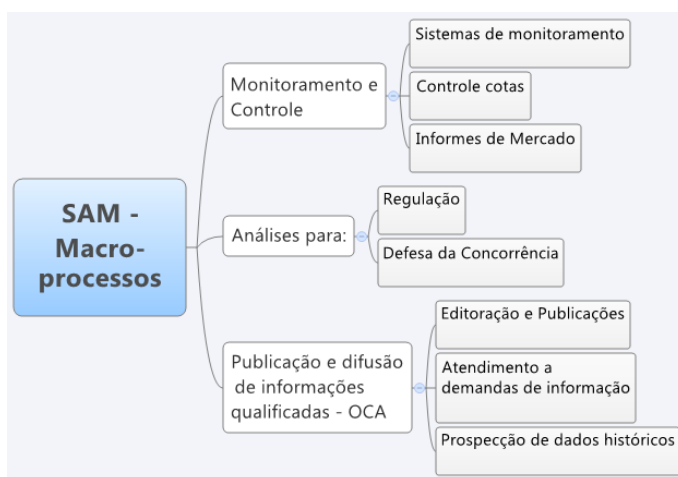 SAM -
Macro-
processos
Monitoramento e
Controle
Sistemas de monitoramento
Controle cotas
Informes de Mercado
Análises para:
Regulação
Defesa da Concorrência
Publicação e difusão
de informações
qualificadas - OCA
Editoração e Publicações
Atendimento a
demandas de informação
Prospecção de dados históricos